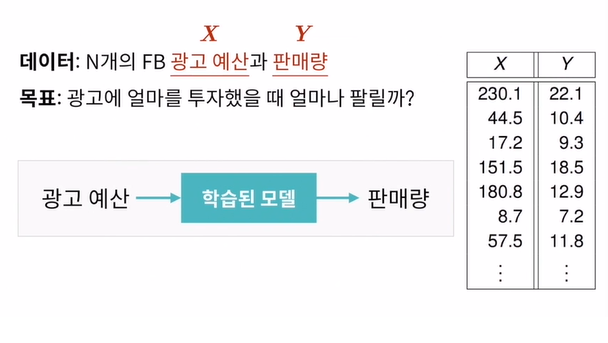 X Y
데이터: N개의 FB 광고 예산과 판매량
목표: 광고에 얼마를 투자했을 때 얼마나 팔릴까?
광고 예산 학습된 모델 판매량
X Y
230.1 22.1
44.5 10.4
17.2 9.3
151.5 18.5
180.8 12.9
8.7 7.2
57.5 11.8
⋮ ⋮